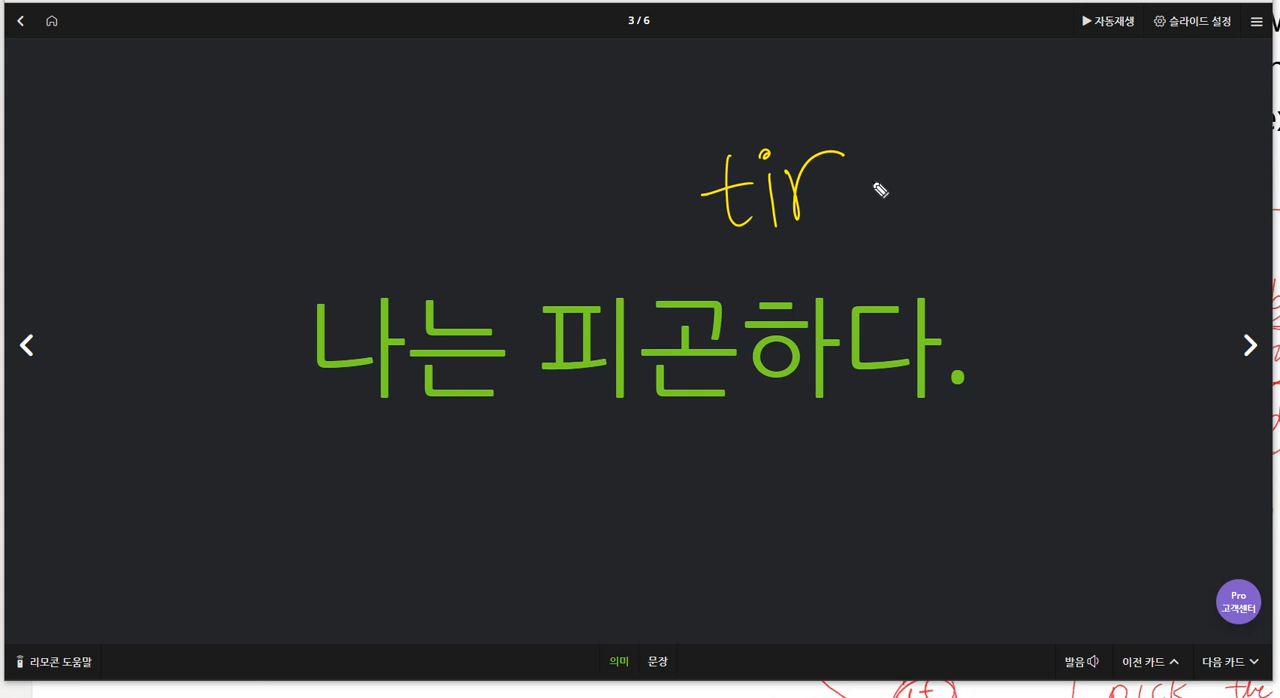 3 / 6
자동재생
슬라이드 설정
tir
나는 피곤하다.
Pro
고객센터
리모콘 도움말
의미
문장
발음
이전 카드
다음 카드
I pick the